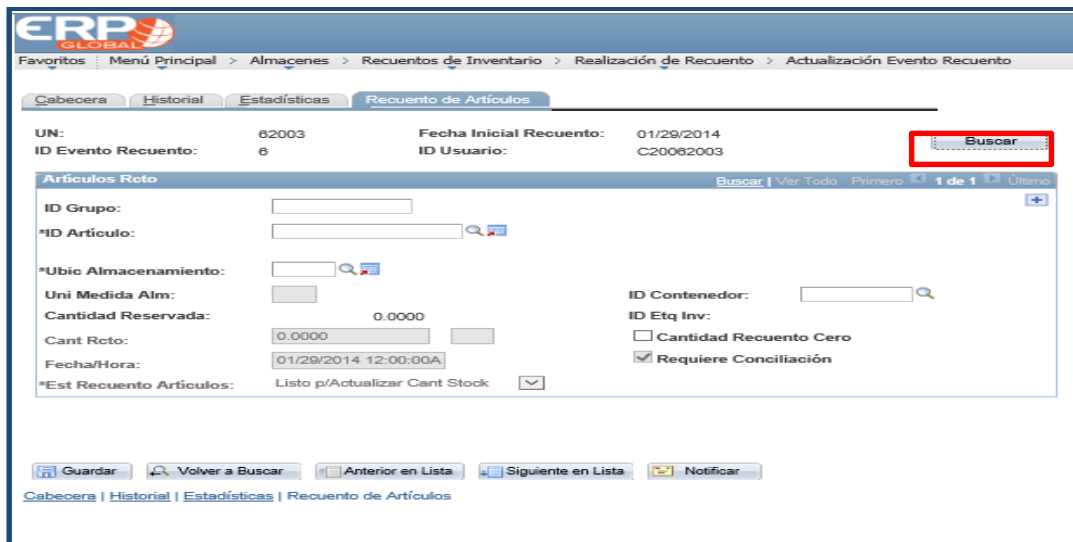 ERP
GLOBAL
Favoritos Menú Principal > Almacenes > Recuentos de Inventario > Realización de Recuento > Actualización Evento Recuento
Cabecera Historial Estadísticas Recuento de Artículos
UN: 62003 Fecha Inicial Recuento: 01/29/2014 Buscar
ID Evento Recuento: 6 ID Usuario: C20062003
Artículos Rcto Buscar | Ver Todo Primero 1 de 1 Último
ID Grupo:
*ID Artículo:
*Ubic Almacenamiento:
Uni Medida Alm: ID Contenedor:
Cantidad Reservada: 0.0000 ID Etq Inv:
Cant Rcto: 0.0000 Cantidad Recuento Cero
Fecha/Hora: 01/29/2014 12:00:00A Requiere Conciliación
*Est Recuento Artículos: Listo p/Actualizar Cant Stock
Guardar Volver a Buscar Anterior en Lista Siguiente en Lista Notificar
Cabecera | Historial | Estadísticas | Recuento de Artículos